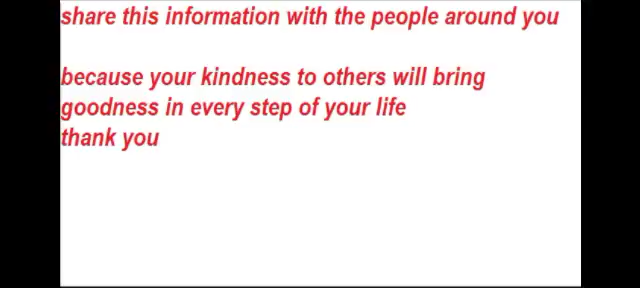 share this information with the people around you
because your kindness to others will bring
goodness in every step of your life
thank you